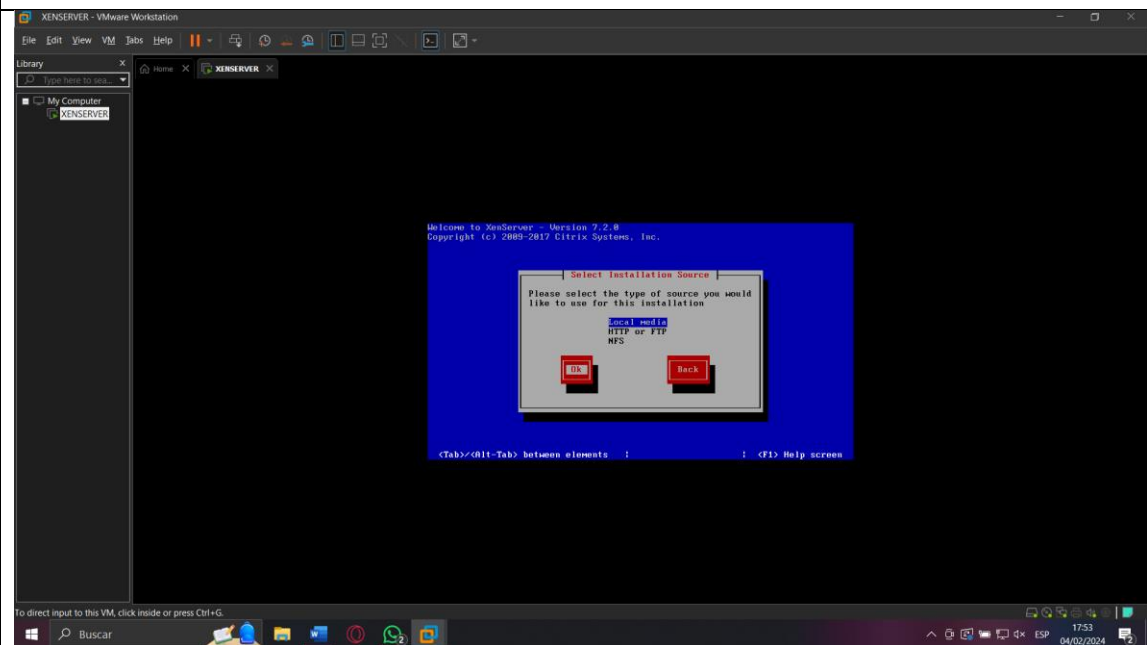 XENSERVER - VMware Workstation
File Edit View VM Tabs Help
Library
Type here to sea...
Home
XENSERVER
My Computer
XENSERVER
Welcome to XenServer - Version 7.2.0
Copyright (c) 2009-2017 Citrix Systems, Inc.
Select Installation Source
Please select the type of source you would
like to use for this installation
Local media
HTTP or FTP
NFS
Ok Back
<Tab>/<Alt-Tab> between elements | | <F1> Help screen
To direct input to this VM, click inside or press Ctrl+G.
Buscar
2
ESP
17:53
04/02/2024
2